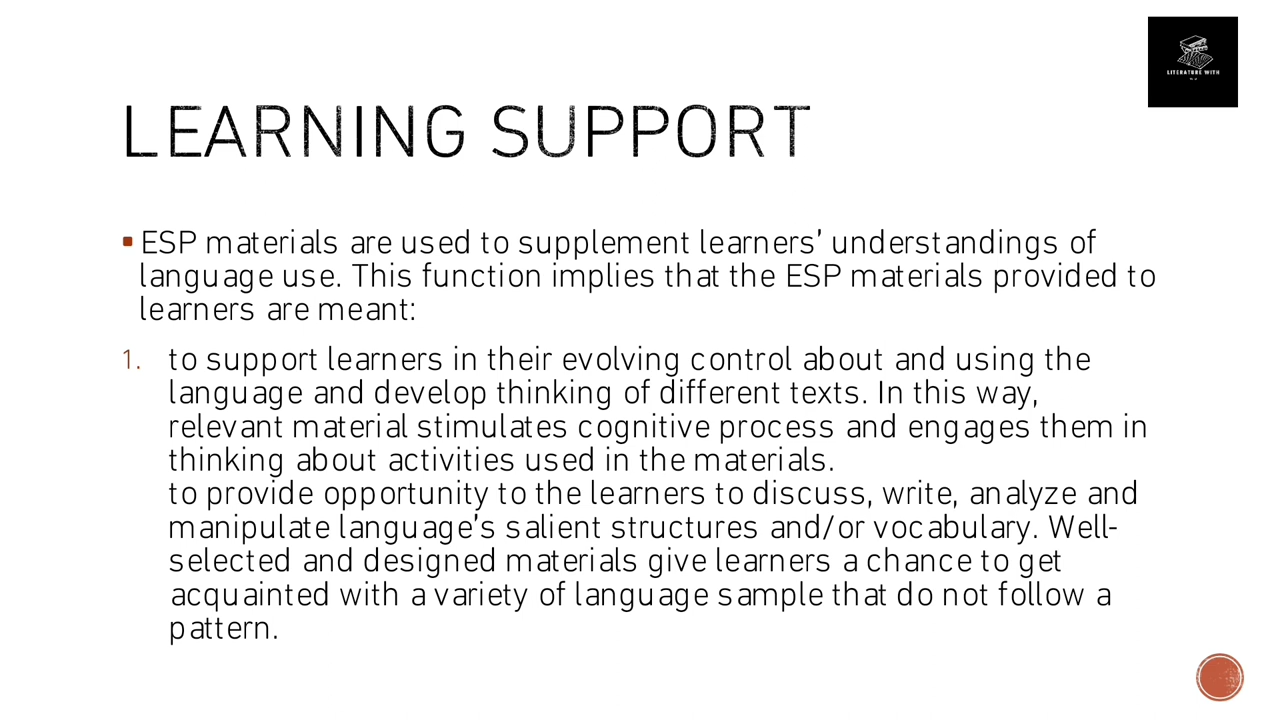 LITERATURE WITH
LEARNING SUPPORT
▪ ESP materials are used to supplement learners’ understandings of
language use. This function implies that the ESP materials provided to
learners are meant:
1. to support learners in their evolving control about and using the
language and develop thinking of different texts. In this way,
relevant material stimulates cognitive process and engages them in
thinking about activities used in the materials.
to provide opportunity to the learners to discuss, write, analyze and
manipulate language’s salient structures and/or vocabulary. Well-
selected and designed materials give learners a chance to get
acquainted with a variety of language sample that do not follow a
pattern.